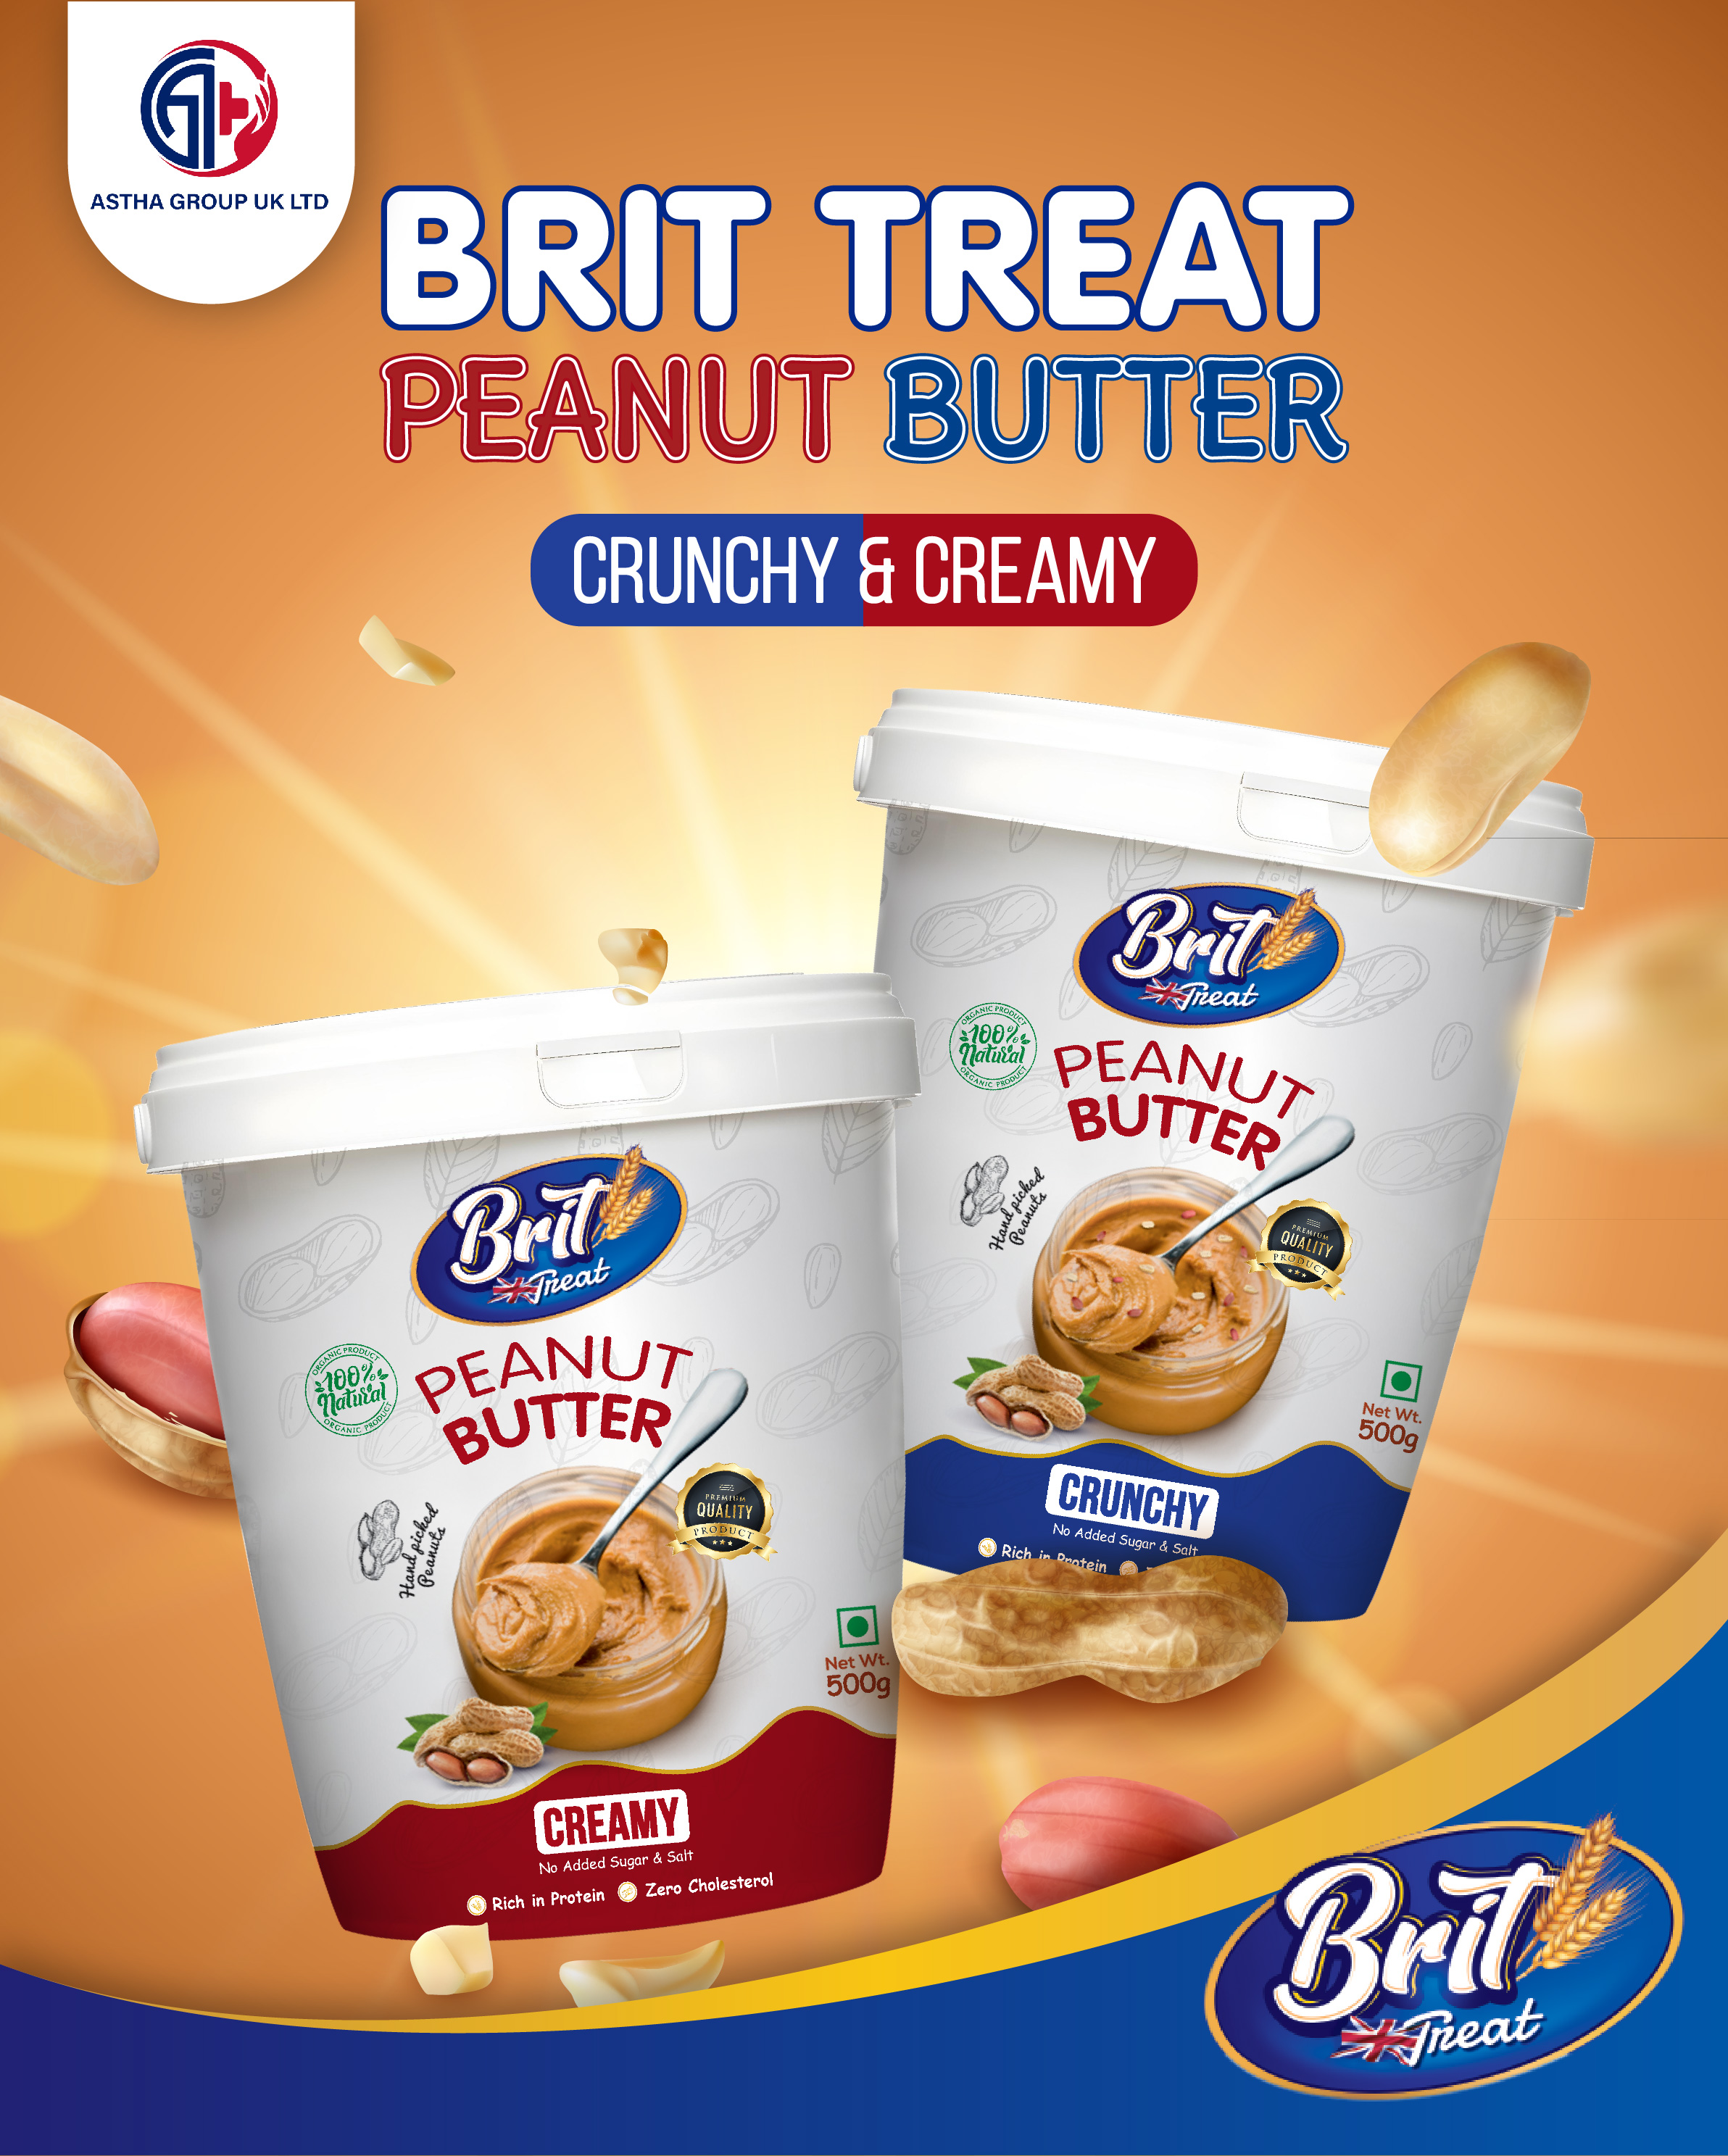 ASTHA GROUP UK LTD
BRIT TREAT
PEANUT BUTTER
CRUNCHY & CREAMY
Brit
Treat
ORGANIC PRODUCT
100%
Natural
ORGANIC PRODUCT
PEANUT
BUTTER
Hand picked
Peanuts
PREMIUM
QUALITY
PRODUCT
Net Wt.
500g
CRUNCHY
No Added Sugar & Salt
Rich in Protein
Brit
Treat
ORGANIC PRODUCT
100%
Natural
ORGANIC PRODUCT
PEANUT
BUTTER
Hand picked
Peanuts
PREMIUM
QUALITY
PRODUCT
Net Wt.
500g
CREAMY
No Added Sugar & Salt
Rich in Protein Zero Cholesterol
Brit
Treat